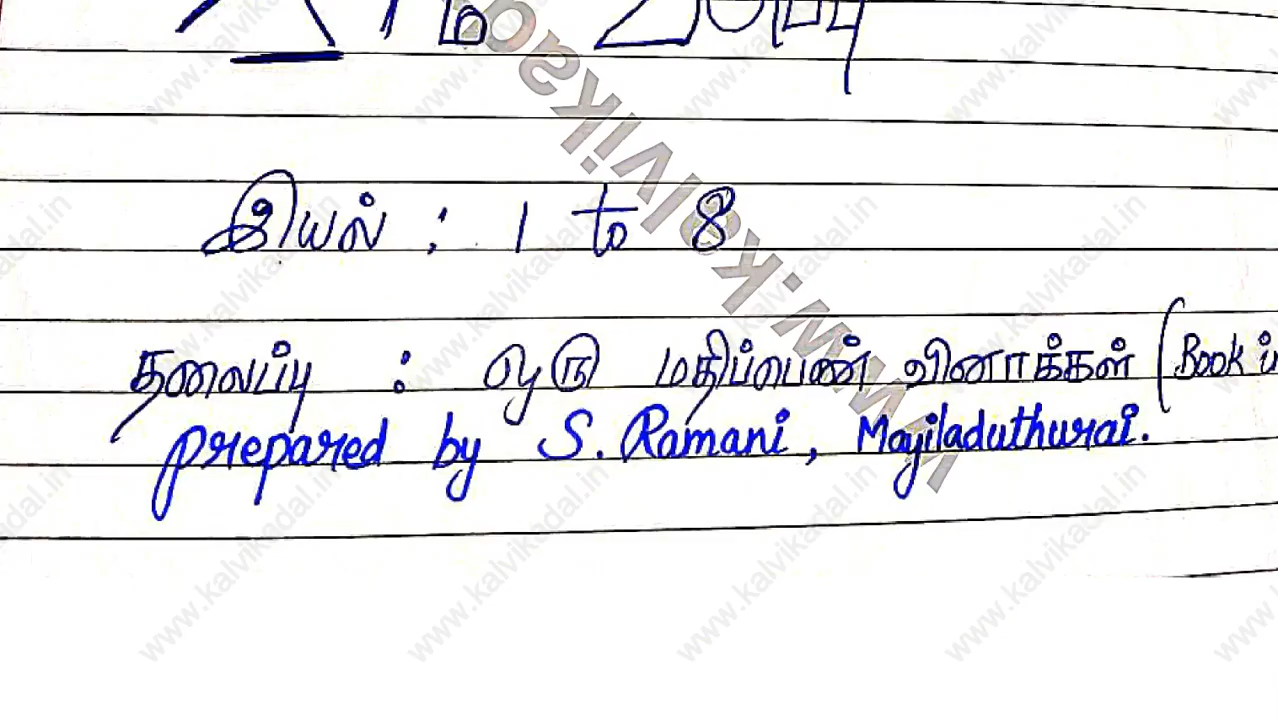 இயல் : 1 to 8
தலைப்பு : ஒரு மதிப்பெண் வினாக்கள் (Book
prepared by S. Ramani, Mayiladuthurai.
www.kalvikadal.in